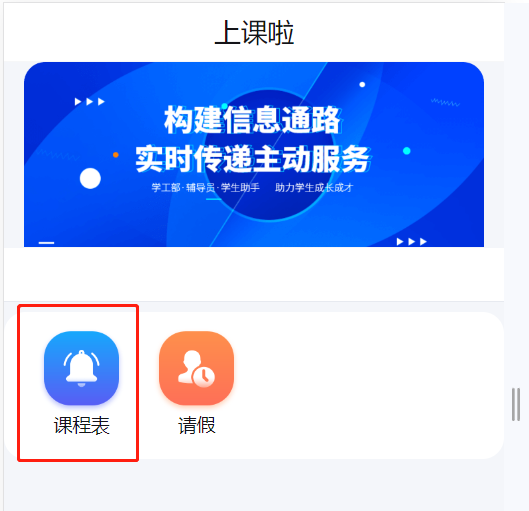 上课啦
构建信息通路
实时传递主动服务
学工部·辅导员·学生助手 助力学生成长成才
课程表
请假